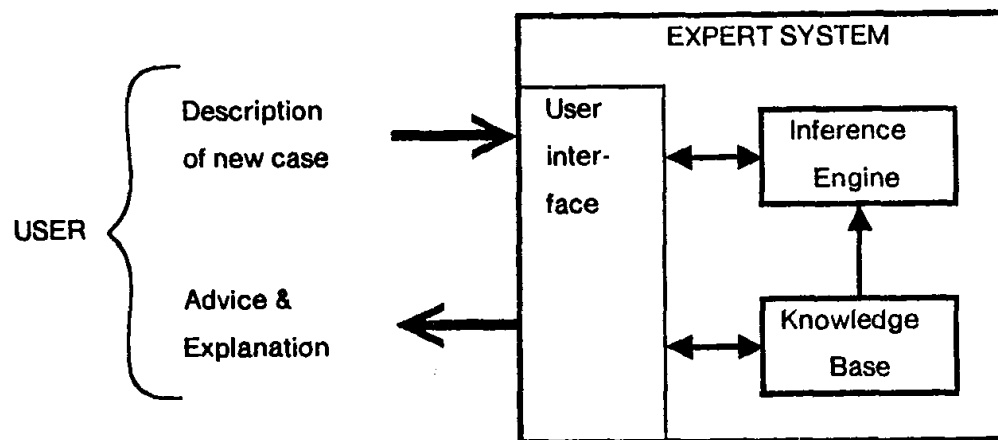 EXPERT SYSTEM
USER
Description
of new case
Advice &
Explanation
User
inter-
face
Inference
Engine
Knowledge
Base